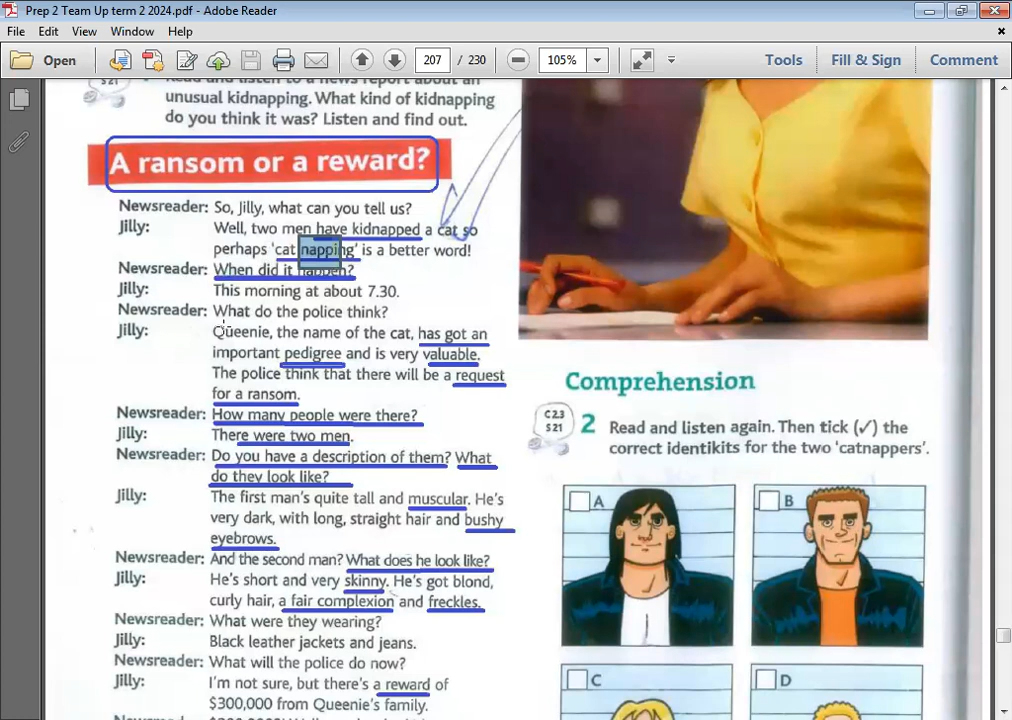 Prep 2 Team Up term 2 2024.pdf - Adobe Reader
File Edit View Window Help
Open 207 / 230 105% Tools Fill & Sign Comment
S21 Read and listen to a news report about an
unusual kidnapping. What kind of kidnapping
do you think it was? Listen and find out.
A ransom or a reward?
Newsreader: So, Jilly, what can you tell us?
Jilly: Well, two men have kidnapped a cat so
perhaps 'cat napping' is a better word!
Newsreader: When did it happen?
Jilly: This morning at about 7.30.
Newsreader: What do the police think?
Jilly: Queenie, the name of the cat, has got an
important pedigree and is very valuable.
The police think that there will be a request
for a ransom.
Newsreader: How many people were there?
Jilly: There were two men.
Newsreader: Do you have a description of them? What
do they look like?
Jilly: The first man's quite tall and muscular. He's
very dark, with long, straight hair and bushy
eyebrows.
Newsreader: And the second man? What does he look like?
Jilly: He's short and very skinny. He's got blond,
curly hair, a fair complexion and freckles.
Newsreader: What were they wearing?
Jilly: Black leather jackets and jeans.
Newsreader: What will the police do now?
Jilly: I'm not sure, but there's a reward of
$300,000 from Queenie's family.
Comprehension
C2.3
S21
2 Read and listen again. Then tick (✓) the
correct identikits for the two 'catnappers'.
A B
C D